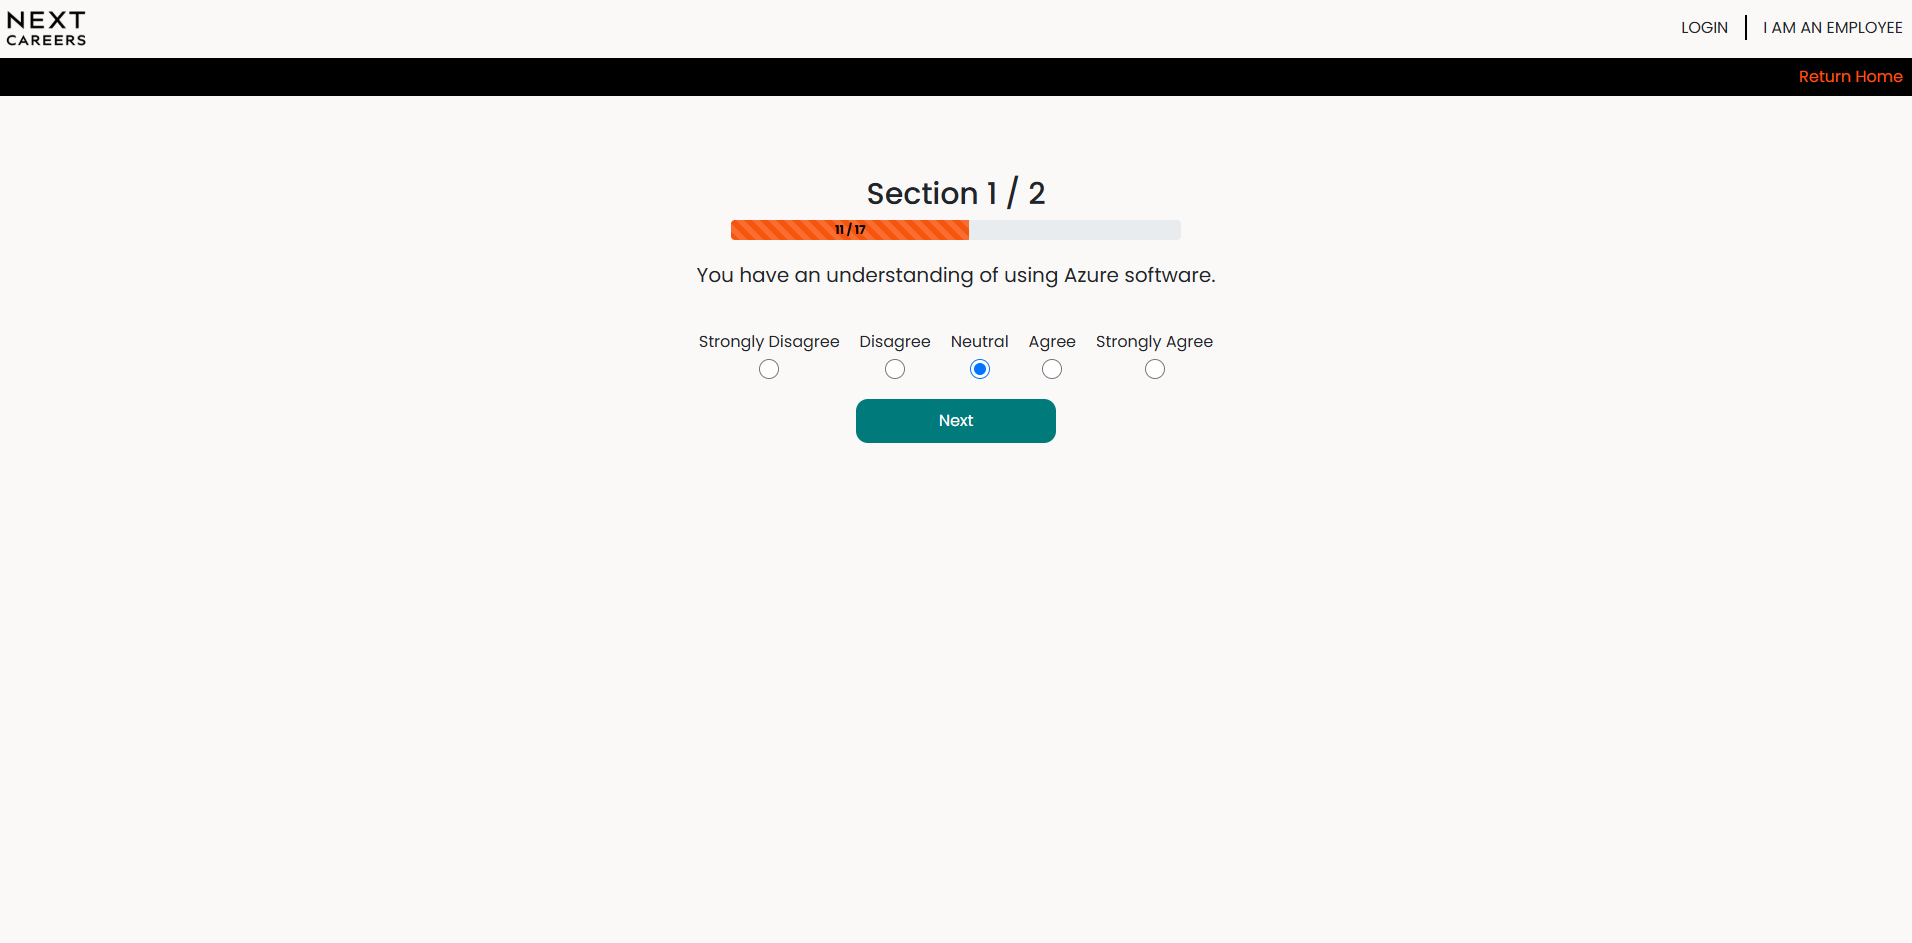 NEXT
CAREERS
LOGIN
I AM AN EMPLOYEE
Return Home
Section 1 / 2
11 / 17
You have an understanding of using Azure software.
Strongly Disagree
Disagree
Neutral
Agree
Strongly Agree
Next